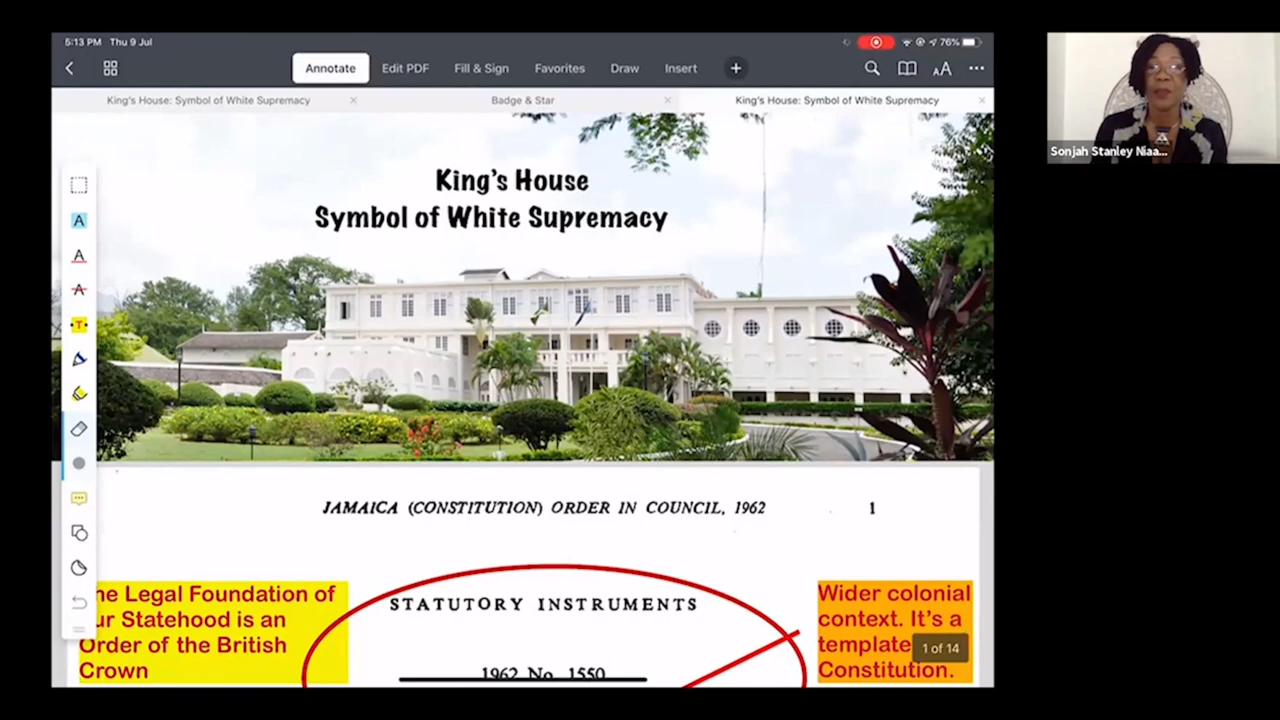 5:13 PM Thu 9 Jul
76%
Annotate Edit PDF Fill & Sign Favorites Draw Insert +
AA
King's House: Symbol of White Supremacy × Badge & Star × King's House: Symbol of White Supremacy ×
King's House
Symbol of White Supremacy
A
A
A
T
Sonjah Stanley Niaa...
JAMAICA (CONSTITUTION) ORDER IN COUNCIL, 1962 1
he Legal Foundation of
ur Statehood is an
Order of the British
Crown
STATUTORY INSTRUMENTS
1962 No. 1550
Wider colonial
context. It's a
template
Constitution.
1 of 14